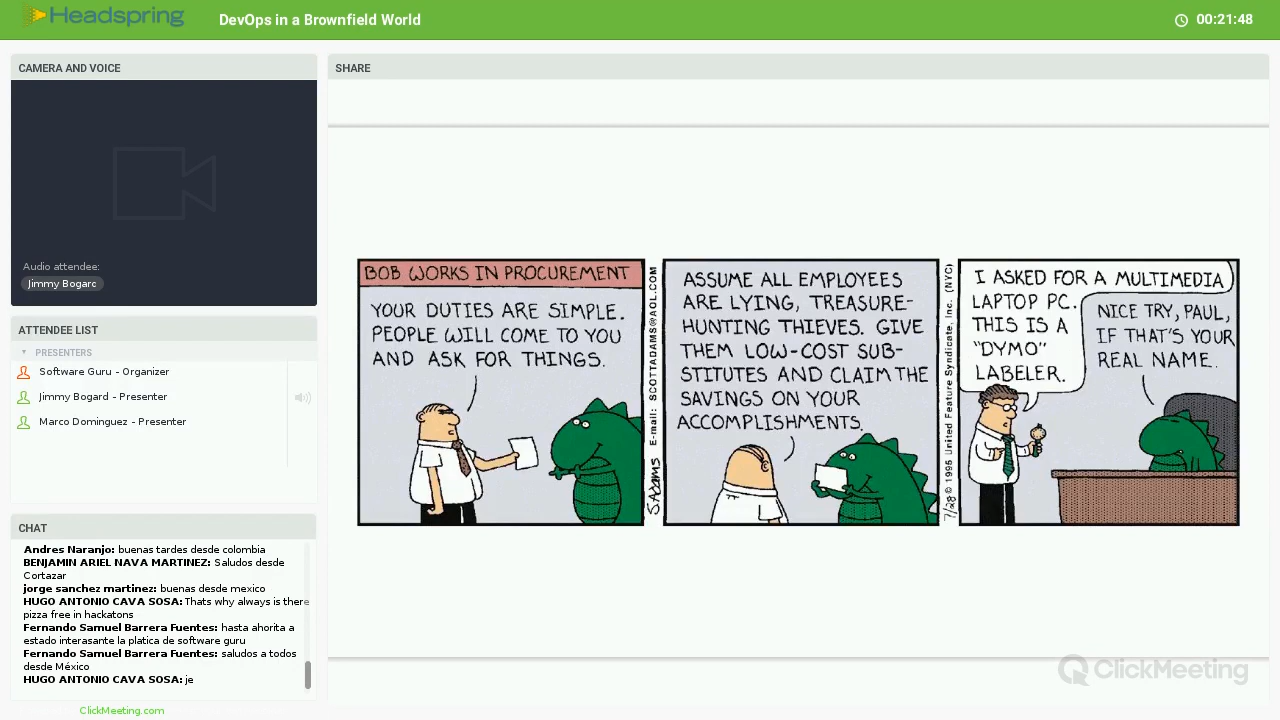 Headspring
DevOps in a Brownfield World
00:21:48
CAMERA AND VOICE
Audio attendee:
Jimmy Bogarc
ATTENDEE LIST
PRESENTERS
Software Guru - Organizer
Jimmy Bogard - Presenter
Marco Dominguez - Presenter
CHAT
Andres Naranjo: buenas tardes desde colombia
BENJAMIN ARIEL NAVA MARTINEZ: Saludos desde
Cortazar
jorge sanchez martinez: buenas desde mexico
HUGO ANTONIO CAVA SOSA: Thats why always is there
pizza free in hackatons
Fernando Samuel Barrera Fuentes: hasta ahorita a
estado interasante la platica de software guru
Fernando Samuel Barrera Fuentes: saludos a todos
desde México
HUGO ANTONIO CAVA SOSA: je
ClickMeeting.com
SHARE
BOB WORKS IN PROCUREMENT
YOUR DUTIES ARE SIMPLE.
PEOPLE WILL COME TO YOU
AND ASK FOR THINGS.
S.ADAMS E-mail: SCOTTADAMS@AOL.COM
ASSUME ALL EMPLOYEES
ARE LYING, TREASURE-
HUNTING THIEVES. GIVE
THEM LOW-COST SUB-
STITUTES AND CLAIM THE
SAVINGS ON YOUR
ACCOMPLISHMENTS.
7/28 © 1995 United Feature Syndicate, Inc. (NYC)
I ASKED FOR A MULTIMEDIA
LAPTOP PC.
THIS IS A
"DYMO"
LABELER.
NICE TRY, PAUL,
IF THAT'S YOUR
REAL NAME.
ClickMeeting